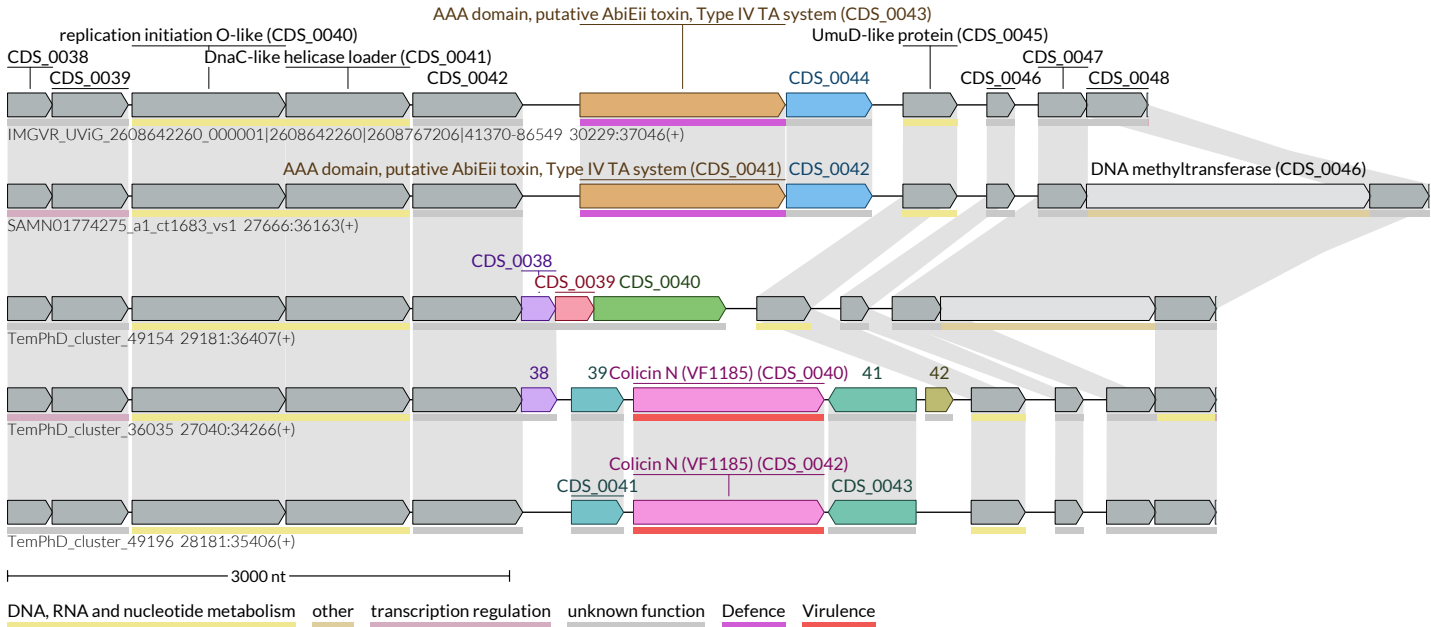 AAA domain, putative AbiEii toxin, Type IV TA system (CDS_0043)
replication initiation O-like (CDS_0040)
UmuD-like protein (CDS_0045)
CDS_0038
DnaC-like helicase loader (CDS_0041)
CDS_0047
CDS_0039
CDS_0042
CDS_0044
CDS_0046
CDS_0048
IMGVR_UViG_2608642260_000001|2608642260|2608767206|41370-86549 30229:37046(+)
AAA domain, putative AbiEii toxin, Type IV TA system (CDS_0041)
CDS_0042
DNA methyltransferase (CDS_0046)
SAMN01774275_a1_ct1683_vs1 27666:36163(+)
CDS_0038
CDS_0039
CDS_0040
TemPhD_cluster_49154 29181:36407(+)
38
39
Colicin N (VF1185) (CDS_0040)
41
42
TemPhD_cluster_36035 27040:34266(+)
Colicin N (VF1185) (CDS_0042)
CDS_0041
CDS_0043
TemPhD_cluster_49196 28181:35406(+)
3000 nt
DNA, RNA and nucleotide metabolism
other
transcription regulation
unknown function
Defence
Virulence